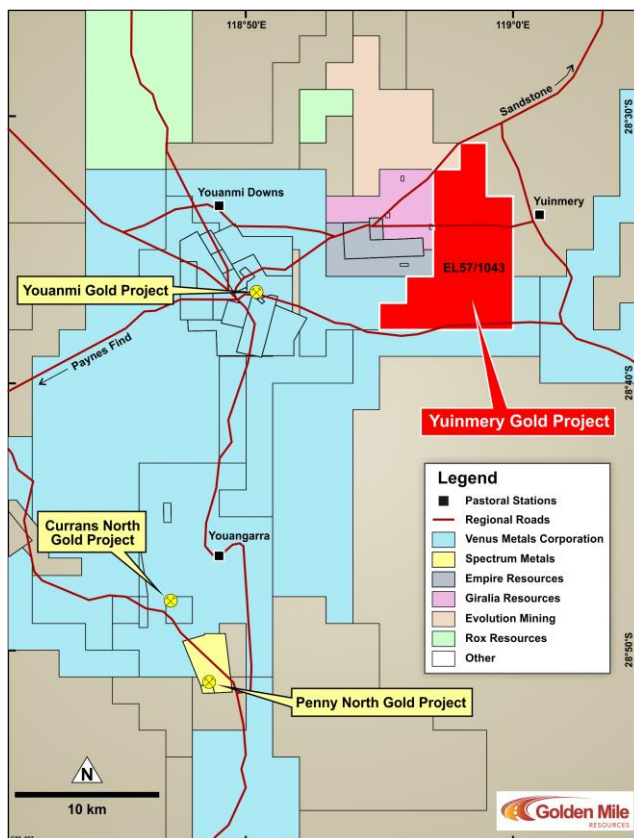 118°50'E
119°0'E
Sandstone
28°30'S
Youanmi Downs
Yuinmery
EL57/1043
Youanmi Gold Project
Paynes Find
28°40'S
Yuinmery Gold Project
Legend
Pastoral Stations
Regional Roads
Venus Metals Corporation
Spectrum Metals
Empire Resources
Giralia Resources
Evolution Mining
Rox Resources
Other
Currans North
Gold Project
Youangarra
28°50'S
Penny North Gold Project
N
10 km
Golden Mile
RESOURCES